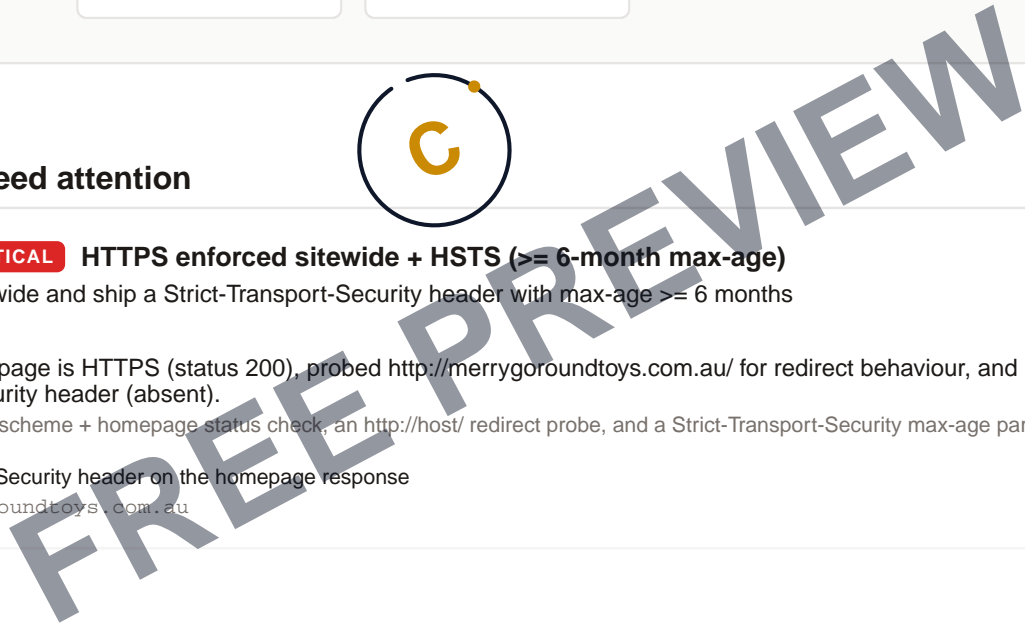 C
eed attention
TICAL HTTPS enforced sitewide + HSTS (>= 6-month max-age)
wide and ship a Strict-Transport-Security header with max-age >= 6 months
page is HTTPS (status 200), probed http://merrygoroundtoys.com.au/ for redirect behaviour, and
urity header (absent).
scheme + homepage status check, an http://host/ redirect probe, and a Strict-Transport-Security max-age par
Security header on the homepage response
oundtoys.com.au
FREE PREVIEW